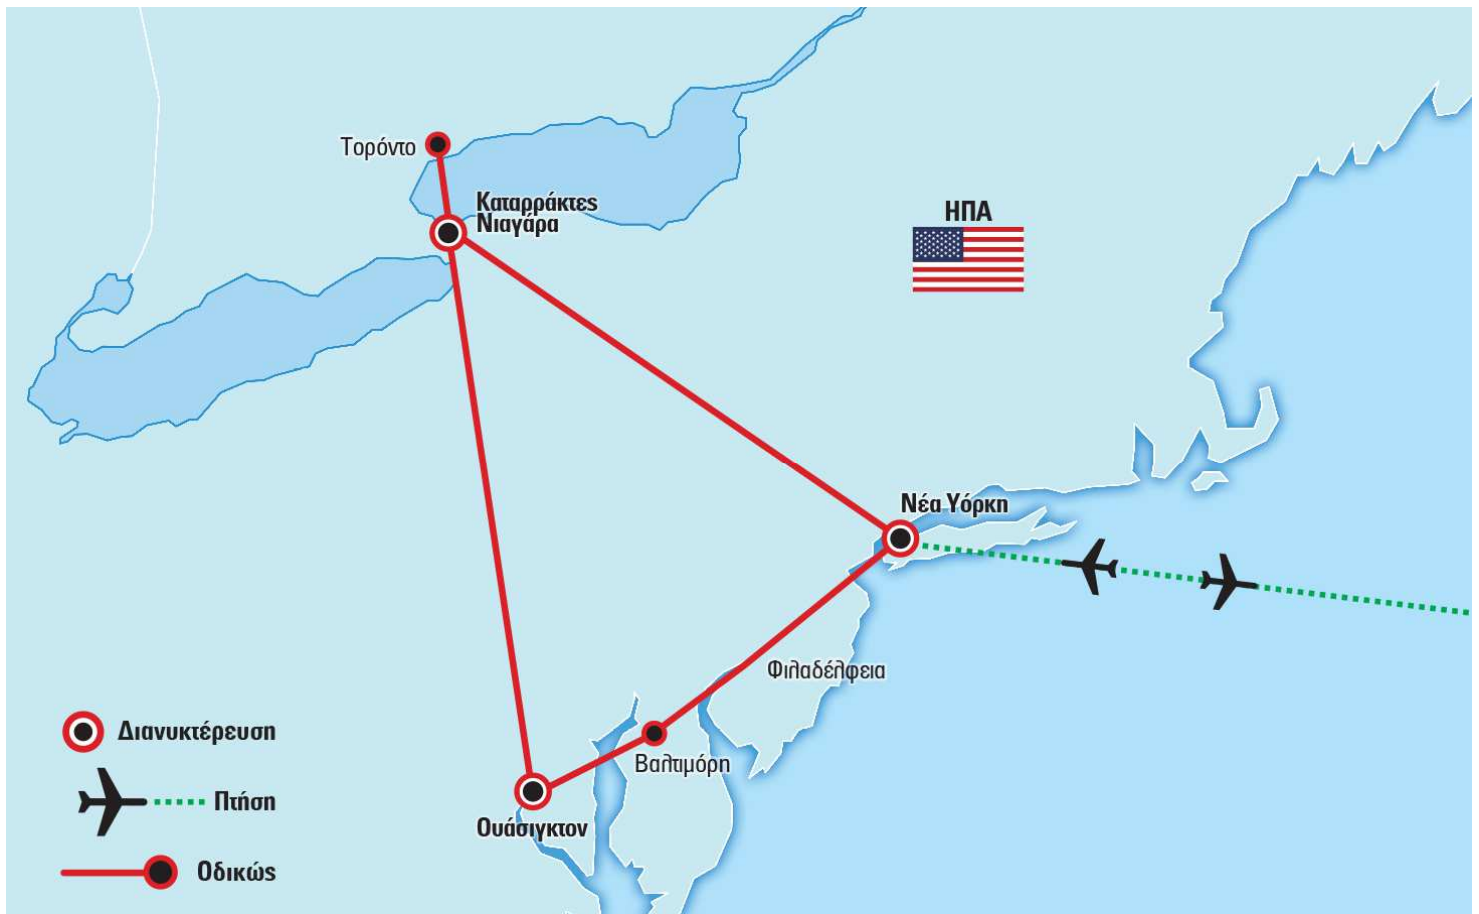 Τορόντο
Καταρράκτες
Νιαγάρα
ΗΠΑ
Νέα Υόρκη
Φιλαδέλφεια
Βαλτιμόρη
Ουάσιγκτον
Διανυκτέρευση
Πτήση
Οδικώς